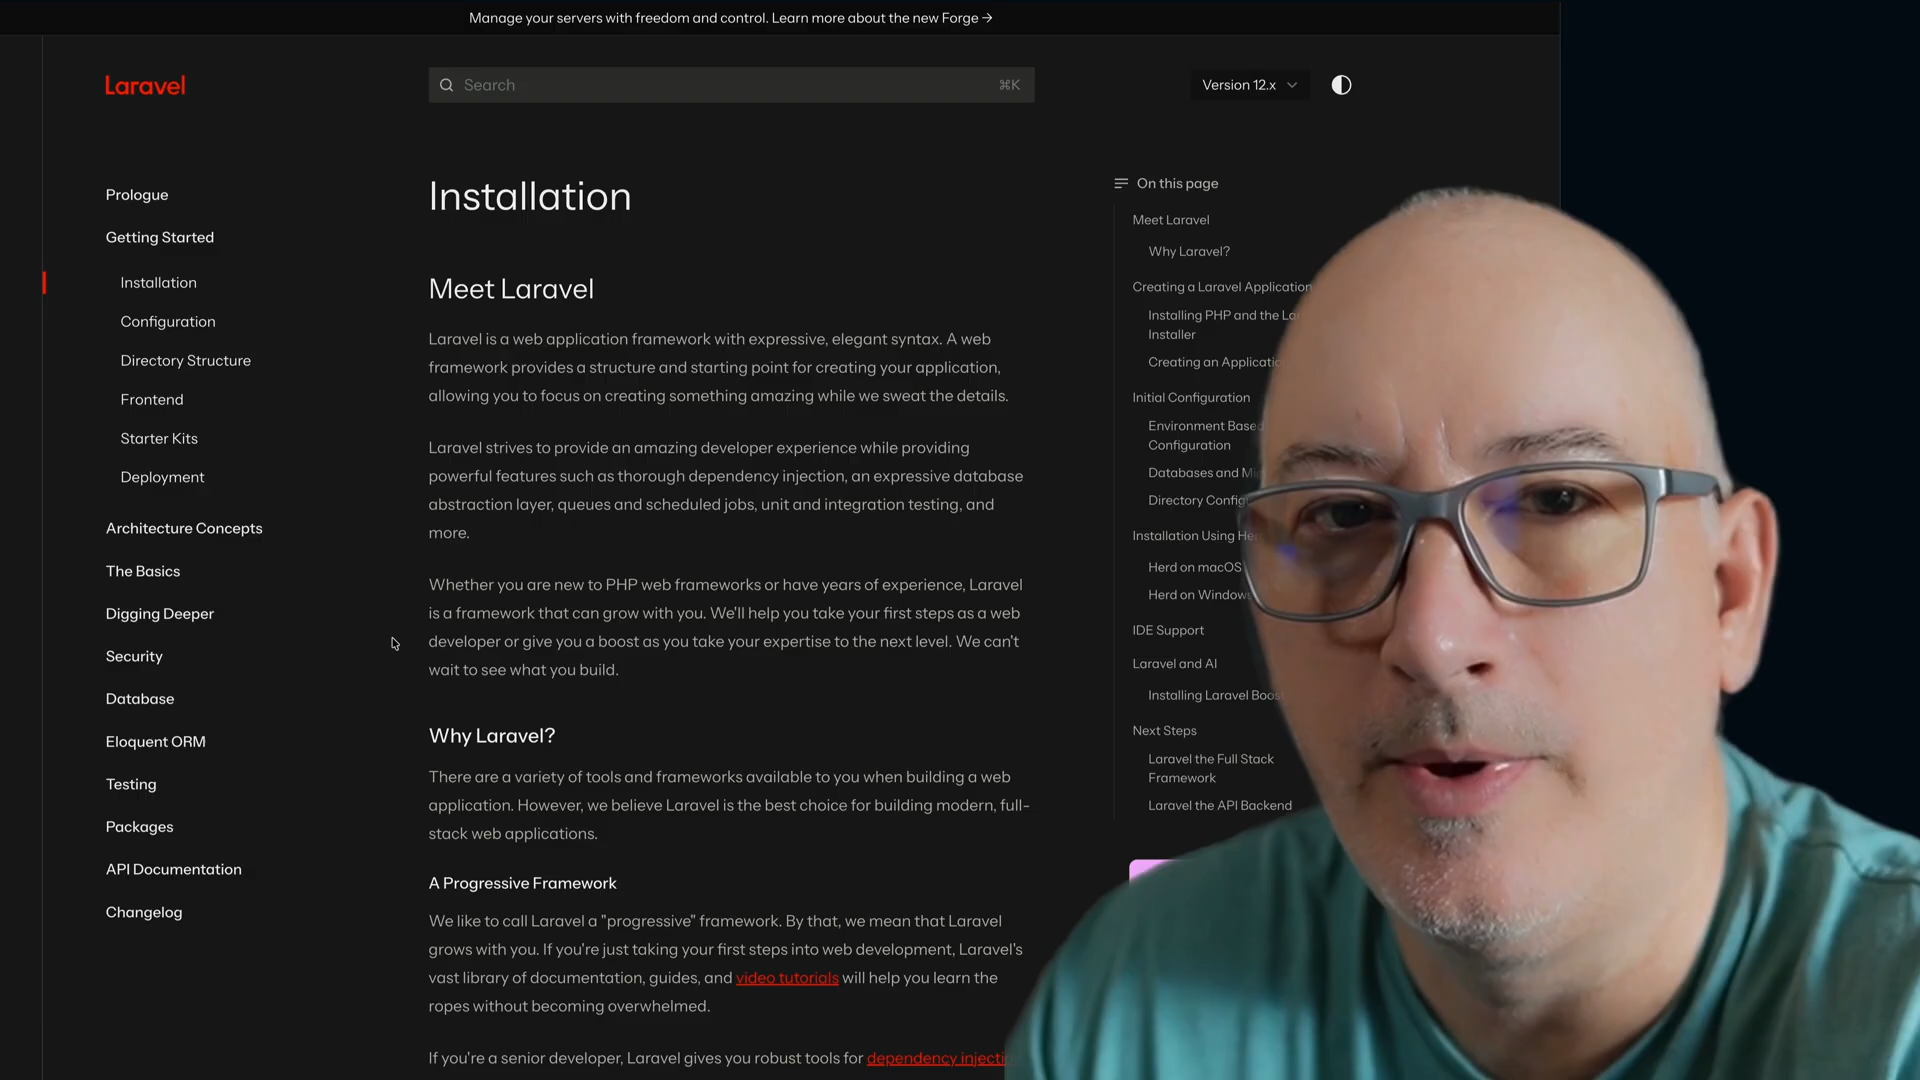 Manage your servers with freedom and control. Learn more about the new Forge →
Laravel
Search
⌘K
Version 12.x
Prologue
Getting Started
Installation
Configuration
Directory Structure
Frontend
Starter Kits
Deployment
Architecture Concepts
The Basics
Digging Deeper
Security
Database
Eloquent ORM
Testing
Packages
API Documentation
Changelog
Installation
Meet Laravel
Laravel is a web application framework with expressive, elegant syntax. A web
framework provides a structure and starting point for creating your application,
allowing you to focus on creating something amazing while we sweat the details.
Laravel strives to provide an amazing developer experience while providing
powerful features such as thorough dependency injection, an expressive database
abstraction layer, queues and scheduled jobs, unit and integration testing, and
more.
Whether you are new to PHP web frameworks or have years of experience, Laravel
is a framework that can grow with you. We'll help you take your first steps as a web
developer or give you a boost as you take your expertise to the next level. We can't
wait to see what you build.
Why Laravel?
There are a variety of tools and frameworks available to you when building a web
application. However, we believe Laravel is the best choice for building modern, full-
stack web applications.
A Progressive Framework
We like to call Laravel a "progressive" framework. By that, we mean that Laravel
grows with you. If you're just taking your first steps into web development, Laravel's
vast library of documentation, guides, and video tutorials will help you learn the
ropes without becoming overwhelmed.
If you're a senior developer, Laravel gives you robust tools for dependency
On this page
Meet Laravel
Why Laravel?
Creating a Laravel Application
Installing PHP and the
Installer
Creating an
Initial Configuration
Environment
Configuration
Databases and
Directory
Installation Using
Herd on macOS
Herd on Windows
IDE Support
Laravel and AI
Installing Laravel
Next Steps
Laravel the Full Stack
Framework
Laravel the API Backend